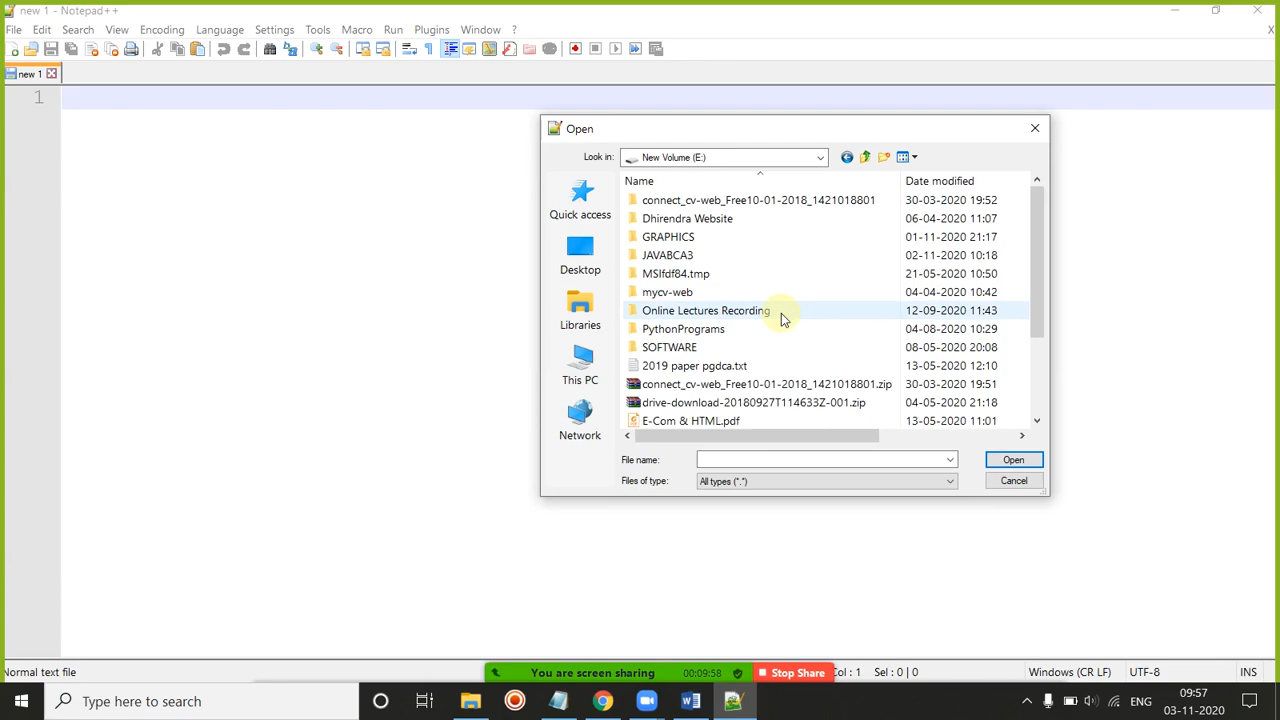 new 1 - Notepad++
File Edit Search View Encoding Language Settings Tools Macro Run Plugins Window ? X
new 1
1
Open
Look in: New Volume (E:)
Name Date modified
Quick access
Desktop
Libraries
This PC
Network
connect_cv-web_Free10-01-2018_1421018801 30-03-2020 19:52
Dhirendra Website 06-04-2020 11:07
GRAPHICS 01-11-2020 21:17
JAVABCA3 02-11-2020 10:18
MSIfdf84.tmp 21-05-2020 10:50
mycv-web 04-04-2020 10:42
Online Lectures Recording 12-09-2020 11:43
PythonPrograms 04-08-2020 10:29
SOFTWARE 08-05-2020 20:08
2019 paper pgdca.txt 13-05-2020 12:10
connect_cv-web_Free10-01-2018_1421018801.zip 30-03-2020 19:51
drive-download-20180927T114633Z-001.zip 04-05-2020 21:18
E-Com & HTML.pdf 13-05-2020 11:01
File name: Open
Files of type: All types (*.*) Cancel
Normal text file You are screen sharing 00:09:58 Stop Share Col : 1 Sel : 0 | 0 Windows (CR LF) UTF-8 INS
Type here to search ENG 09:57
03-11-2020